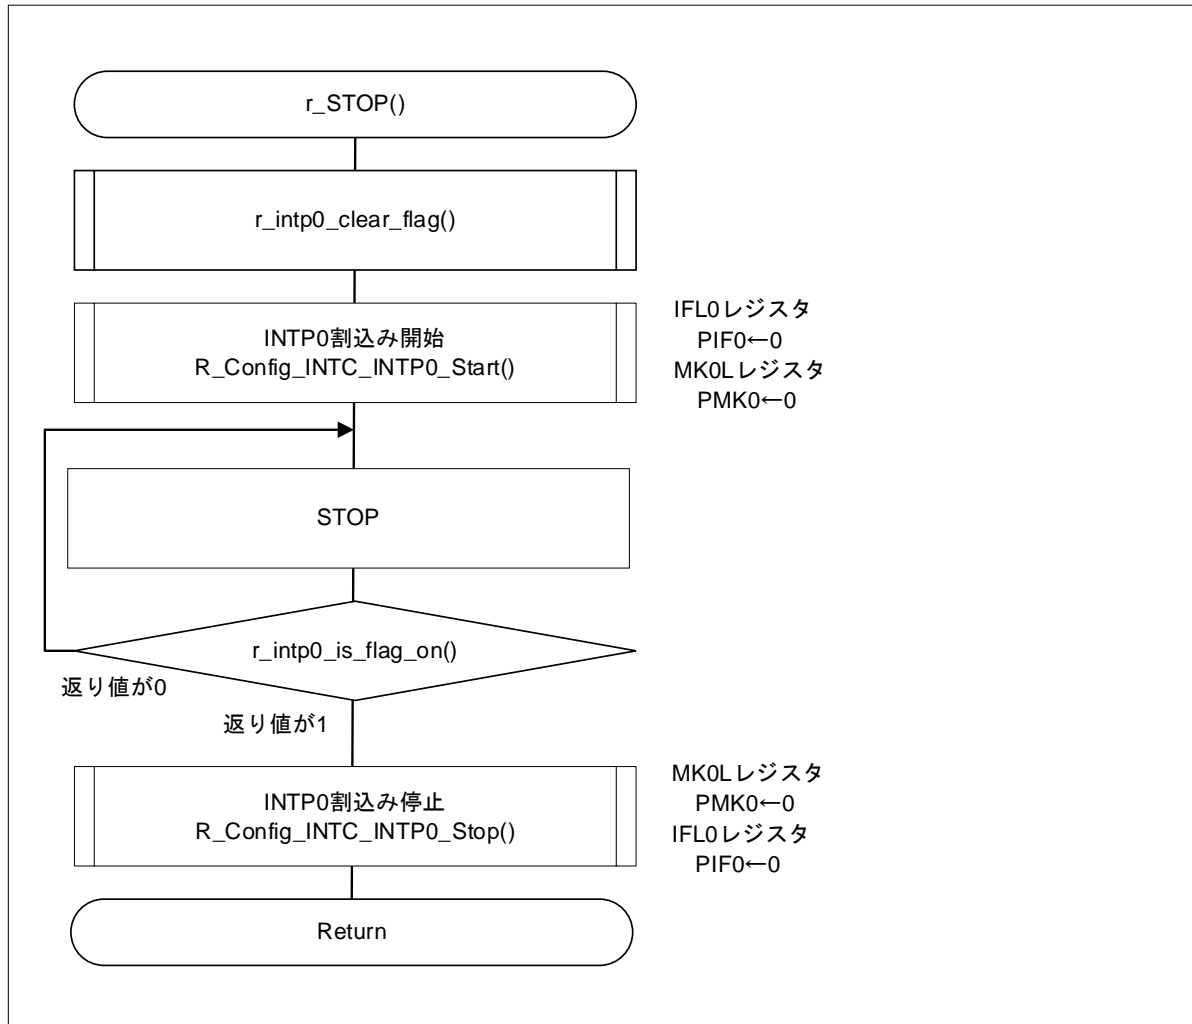 r_STOP()
r_intp0_clear_flag()
INTP0割込み開始
R_Config_INTC_INTP0_Start()
IFL0レジスタ
PIF0←0
MK0Lレジスタ
PMK0←0
STOP
r_intp0_is_flag_on()
返り値が0
返り値が1
INTP0割込み停止
R_Config_INTC_INTP0_Stop()
MK0Lレジスタ
PMK0←0
IFL0レジスタ
PIF0←0
Return